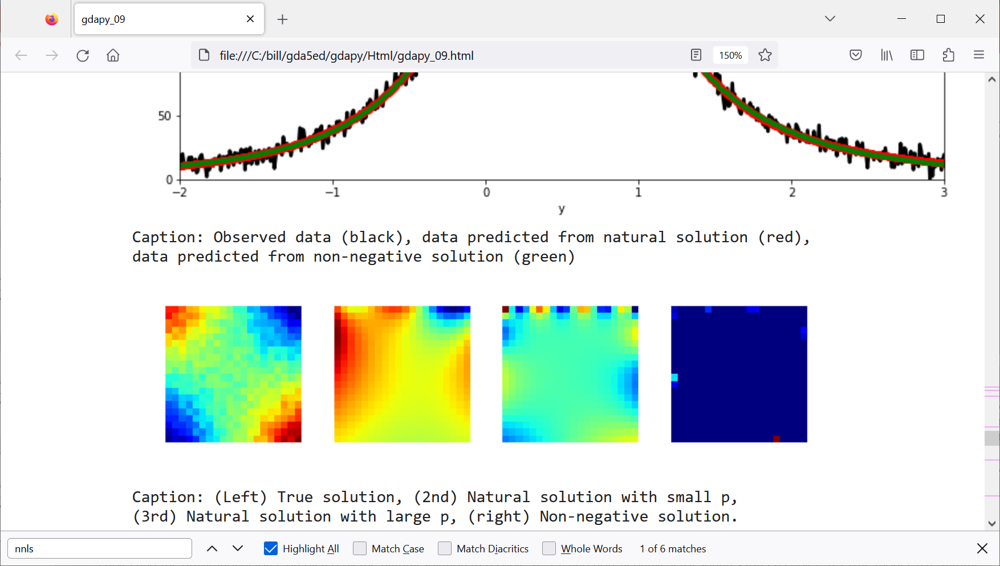 gdapy_09
file:///C:/bill/gda5ed/gdapy/Html/gdapy_09.html
150%
50
0
−2 −1 0 1 2 3
y
Caption: Observed data (black), data predicted from natural solution (red),
data predicted from non-negative solution (green)
Caption: (Left) True solution, (2nd) Natural solution with small p,
(3rd) Natural solution with large p, (right) Non-negative solution.
nnls Highlight All Match Case Match Diacritics Whole Words 1 of 6 matches